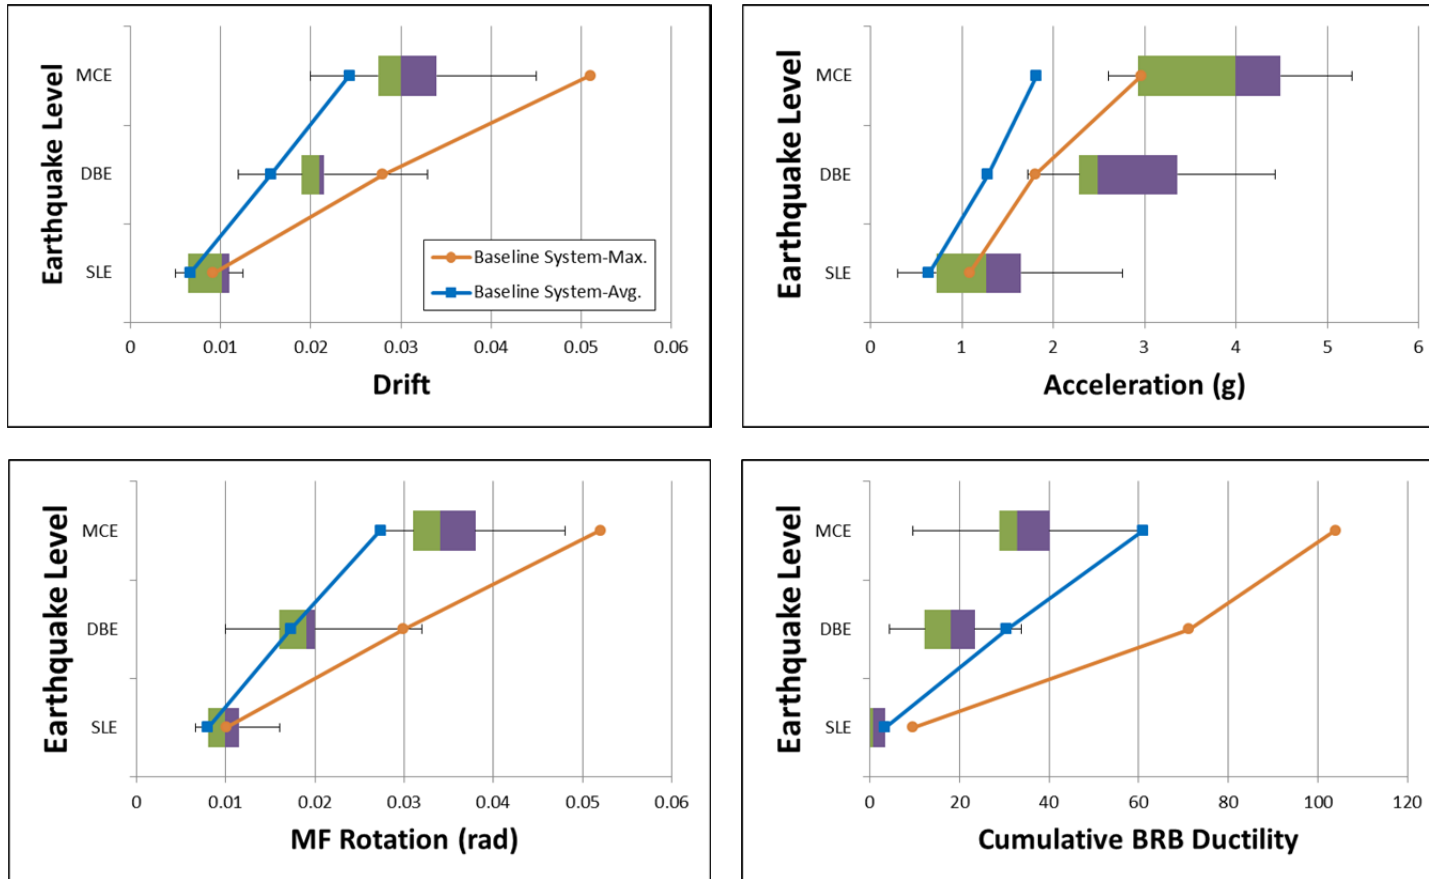 Earthquake Level
MCE
DBE
SLE
Baseline System-Max.
Baseline System-Avg.
0 0.01 0.02 0.03 0.04 0.05 0.06
Drift
Earthquake Level
MCE
DBE
SLE
0 1 2 3 4 5 6
Acceleration (g)
Earthquake Level
MCE
DBE
SLE
0 0.01 0.02 0.03 0.04 0.05 0.06
MF Rotation (rad)
Earthquake Level
MCE
DBE
SLE
0 20 40 60 80 100 120
Cumulative BRB Ductility